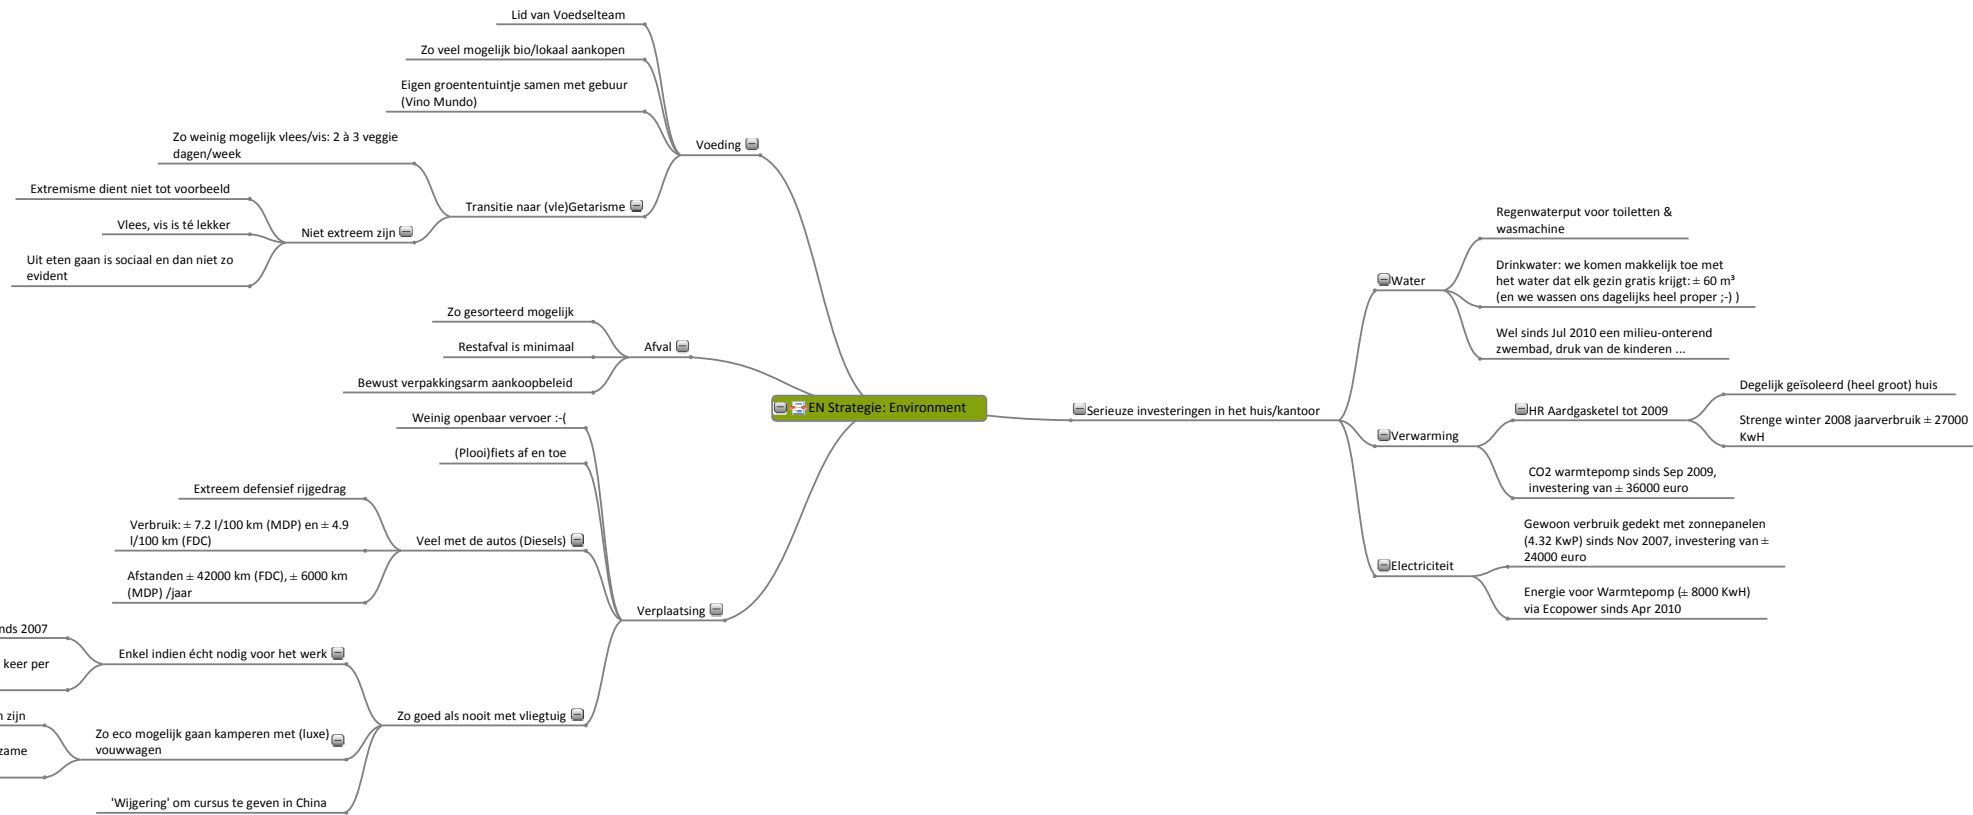 Lid van Voedselteam
Zo veel mogelijk bio/lokaal aankopen
Eigen groententuintje samen met gebuur
(Vino Mundo)
Voeding
Zo weinig mogelijk vlees/vis: 2 à 3 veggie
dagen/week
Transitie naar (vle)Getarisme
Extremisme dient niet tot voorbeeld
Vlees, vis is té lekker
Niet extreem zijn
Uit eten gaan is sociaal en dan niet zo
evident
Zo gesorteerd mogelijk
Restafval is minimaal
Afval
Bewust verpakkingsarm aankoopbeleid
EN Strategie: Environment
Weinig openbaar vervoer :-(
(Plooi)fiets af en toe
Extreem defensief rijgedrag
Verbruik: ± 7.2 l/100 km (MDP) en ± 4.9
l/100 km (FDC)
Veel met de autos (Diesels)
Afstanden ± 42000 km (FDC), ± 6000 km
(MDP) /jaar
Verplaatsing
nds 2007
keer per
Enkel indien écht nodig voor het werk
Zo goed als nooit met vliegtuig
n zijn
zame
Zo eco mogelijk gaan kamperen met (luxe)
vouwwagen
'Wijgering' om cursus te geven in China
Serieuze investeringen in het huis/kantoor
Water
Regenwaterput voor toiletten &
wasmachine
Drinkwater: we komen makkelijk toe met
het water dat elk gezin gratis krijgt: ± 60 m³
(en we wassen ons dagelijks heel proper ;-) )
Wel sinds Jul 2010 een milieu-onterend
zwembad, druk van de kinderen ...
Verwarming
HR Aardgasketel tot 2009
Degelijk geïsoleerd (heel groot) huis
Strenge winter 2008 jaarverbruik ± 27000
KwH
CO2 warmtepomp sinds Sep 2009,
investering van ± 36000 euro
Electriciteit
Gewoon verbruik gedekt met zonnepanelen
(4.32 KwP) sinds Nov 2007, investering van ±
24000 euro
Energie voor Warmtepomp (± 8000 KwH)
via Ecopower sinds Apr 2010